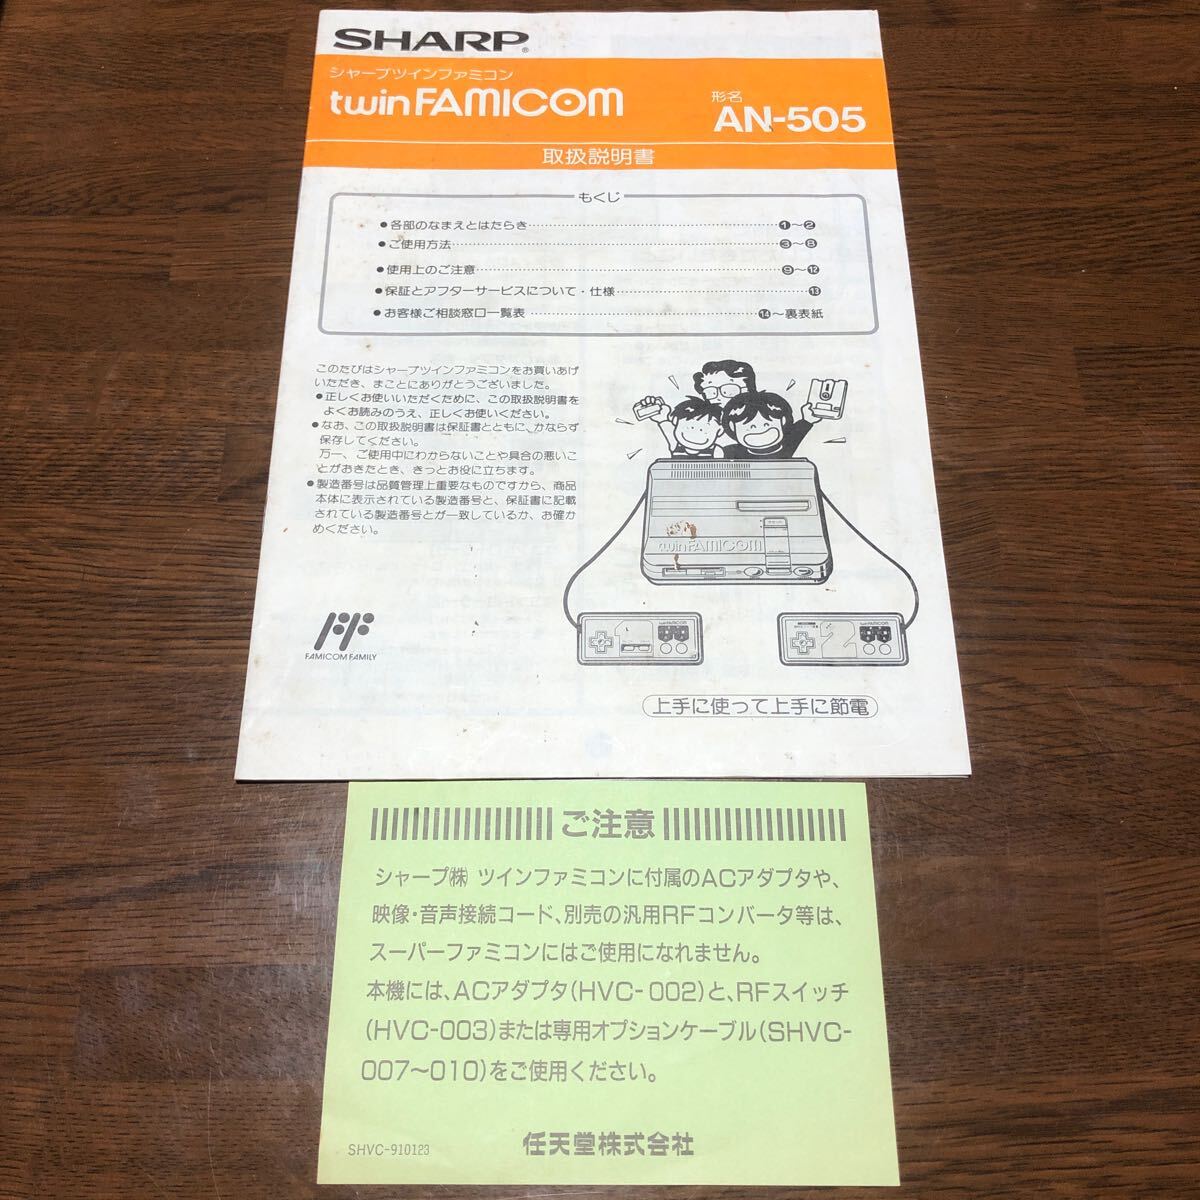 SHARP®
シャープツインファミコン
twin FAMICOM
形名
AN-505
取扱説明書
もくじ
●各部のなまえとはたらき……❶〜❷
●ご使用方法……❸〜❽
●使用上のご注意……❾〜⓬
●保証とアフターサービスについて・仕様……⓭
●お客様ご相談窓口一覧表……⓮〜裏表紙
このたびはシャープツインファミコンをお買いあげ
いただき、まことにありがとうございました。
●正しくお使いいただくために、この取扱説明書を
よくお読みのうえ、正しくお使いください。
●なお、この取扱説明書は保証書とともに、かならず
保存してください。
万一、ご使用中にわからないことや具合の悪いこ
とがおきたとき、きっとお役に立ちます。
●製造番号は品質管理上重要なものですから、商品
本体に表示されている製造番号と、保証書に記載
されている製造番号とが一致しているか、お確か
めください。
twin FAMICOM
twin FAMICOM
twin FAMICOM
FAMICOM FAMILY
上手に使って上手に節電
ご注意
シャープ㈱ ツインファミコンに付属のACアダプタや、
映像・音声接続コード、別売の汎用RFコンバータ等は、
スーパーファミコンにはご使用になれません。
本機には、ACアダプタ(HVC-002)と、RFスイッチ
(HVC-003)または専用オプションケーブル(SHVC-
007〜010)をご使用ください。
SHVC-910123
任天堂株式会社